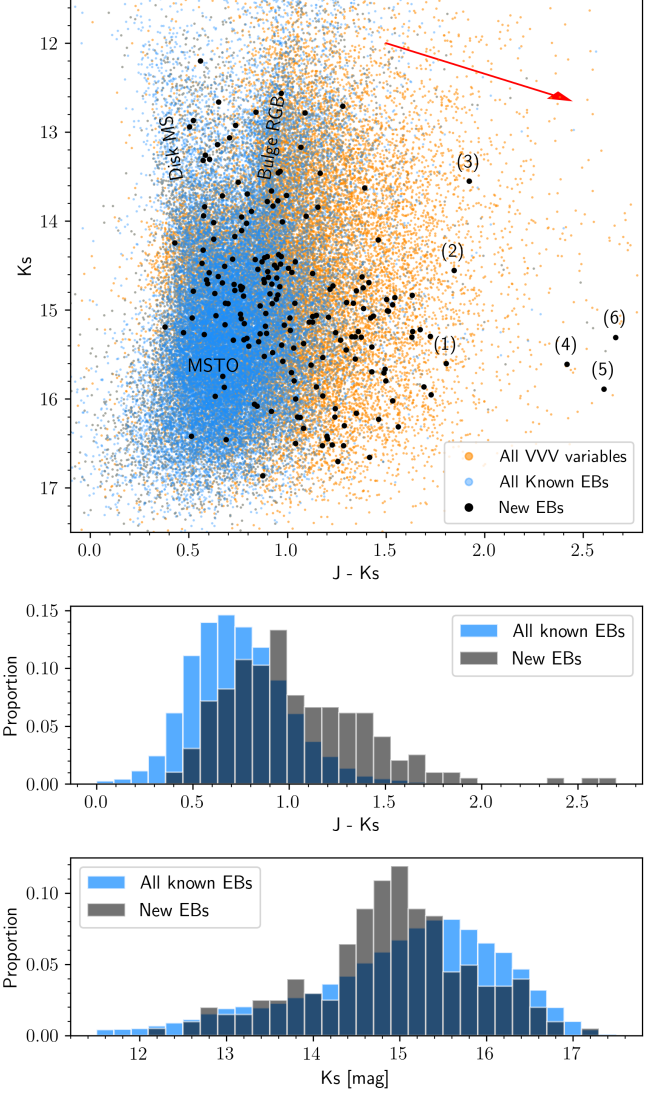 12
13
14
15
16
17
Ks
Disk MS
Bulge RGB
MSTO
(3)
(2)
(1)
(4)
(5)
(6)
All VVV variables
All Known EBs
New EBs
0.0 0.5 1.0 1.5 2.0 2.5
J - Ks
0.15
0.10
0.05
0.00
Proportion
All known EBs
New EBs
0.0 0.5 1.0 1.5 2.0 2.5
J - Ks
0.10
0.05
0.00
Proportion
All known EBs
New EBs
12 13 14 15 16 17
Ks [mag]